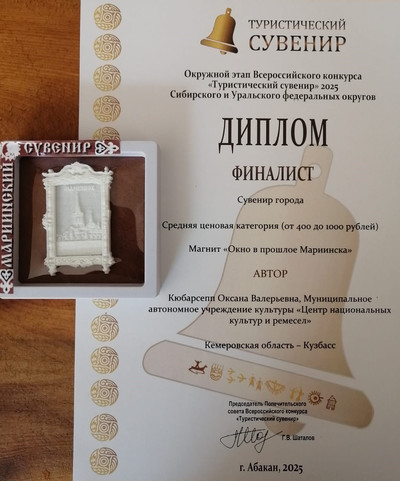 ТУРИСТИЧЕСКИЙ
СУВЕНИР
Окружной этап Всероссийского конкурса
«Туристический сувенир» 2025
Сибирского и Уральского федеральных округов
ДИПЛОМ
ФИНАЛИСТ
Сувенир города
Средняя ценовая категория (от 400 до 1000 рублей)
Магнит «Окно в прошлое Мариинска»
АВТОР
Кюбарсепп Оксана Валерьевна, Муниципальное
автономное учреждение культуры «Центр национальных
культур и ремесел»
Кемеровская область – Кузбасс
Председатель Попечительского
совета Всероссийского конкурса
«Туристический сувенир»
Г.В. Шаталов
г. Абакан, 2025
МАРИИНСКИЙ
СУВЕНИР